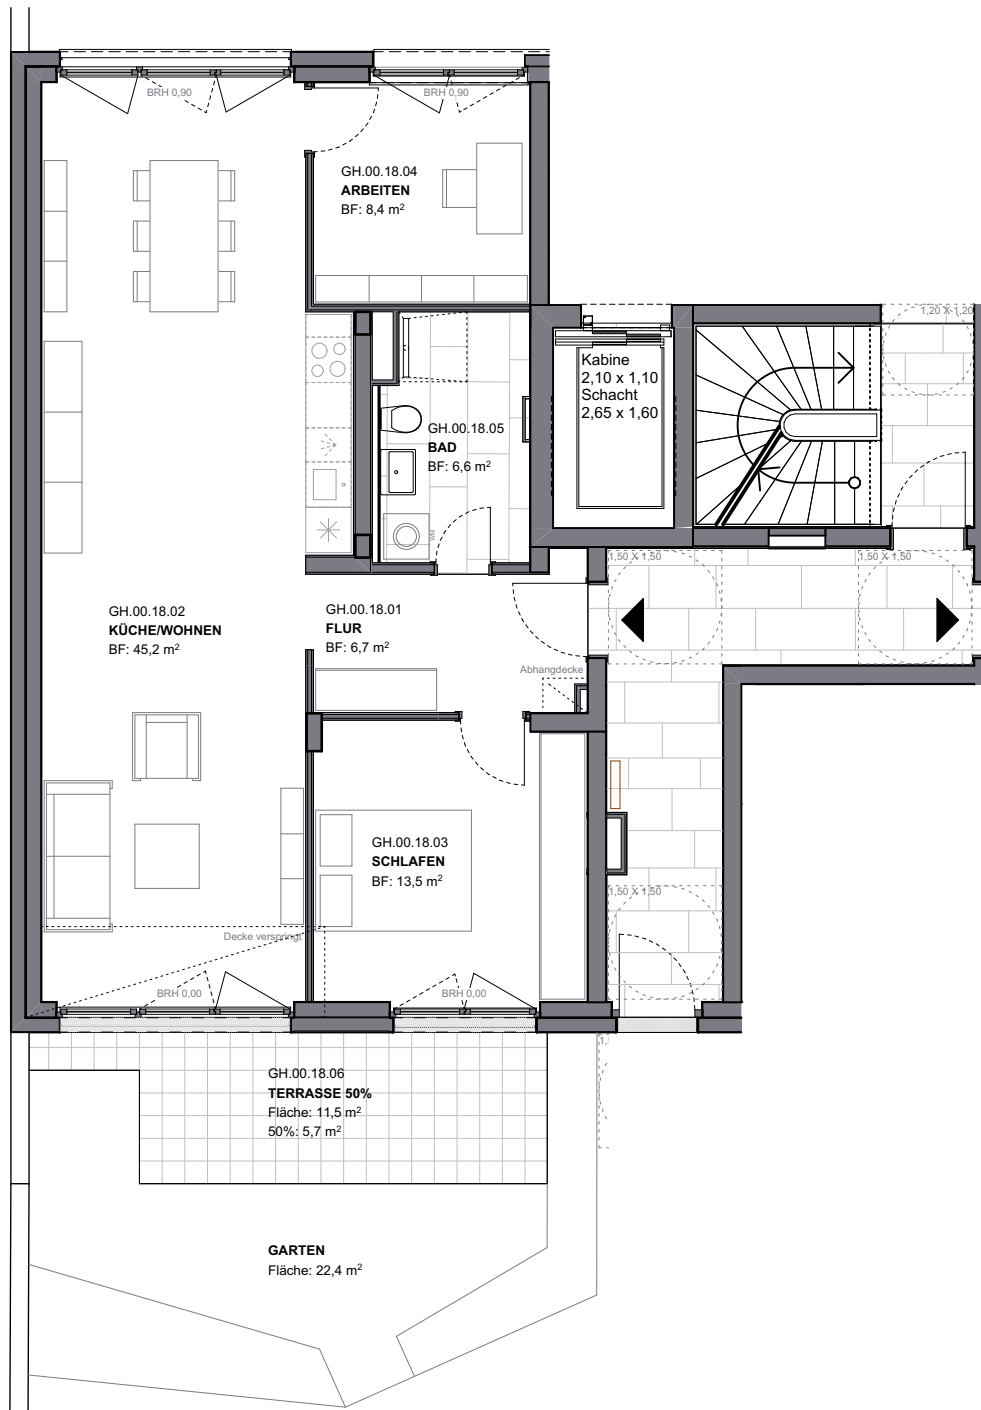 BRH 0,90
BRH 0,90
GH.00.18.04
ARBEITEN
BF: 8,4 m²
1,20 X 1,20
Kabine
2,10 x 1,10
Schacht
2,65 x 1,60
GH.00.18.05
BAD
BF: 6,6 m²
WM
1,50 X 1,50
1,50 X 1,50
GH.00.18.02
KÜCHE/WOHNEN
BF: 45,2 m²
GH.00.18.01
FLUR
BF: 6,7 m²
Abhangdecke
GH.00.18.03
SCHLAFEN
BF: 13,5 m²
1,50 X 1,50
Decke verspringt
BRH 0,00
BRH 0,00
GH.00.18.06
TERRASSE 50%
Fläche: 11,5 m²
50%: 5,7 m²
GARTEN
Fläche: 22,4 m²